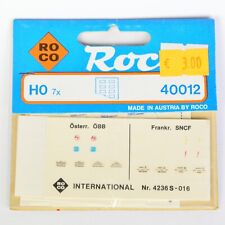 ROCO
Roco
€ 3.00
H0 7x
40012
MADE IN AUSTRIA BY ROCO
Österr. ÖBB
Frankr. SNCF
ROCO
INTERNATIONAL Nr. 4236 S - 016